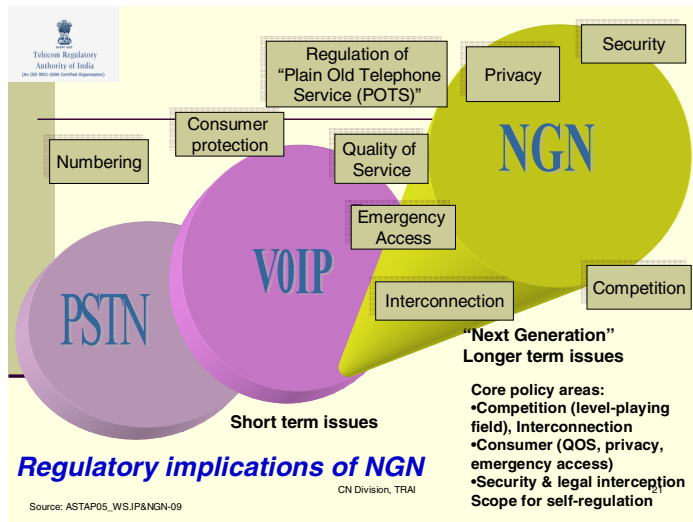 Telecom Regulatory
Authority of India
(An ISO 9001-2000 Certified Organisation)
Regulation of
“Plain Old Telephone
Service (POTS)”
Security
Privacy
Consumer
protection
Numbering
Quality of
Service
NGN
Emergency
Access
V0IP
PSTN
Interconnection
Competition
“Next Generation”
Longer term issues
Short term issues
Core policy areas:
•Competition (level-playing
field), Interconnection
•Consumer (QOS, privacy,
emergency access)
•Security & legal interception
Scope for self-regulation
Regulatory implications of NGN
CN Division, TRAI
21
Source: ASTAP05_WS.IP&NGN-09